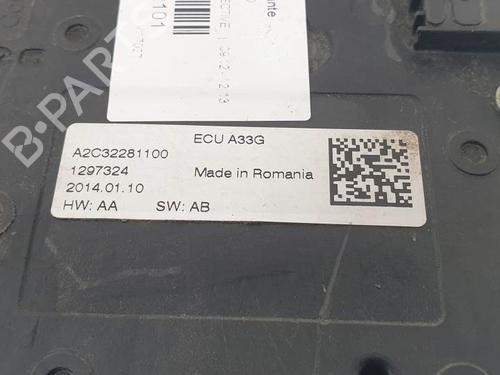 B-PARTS
ECU A33G
A2C32281100
1297324
Made in Romania
2014.01.10
HW: AA SW: AB